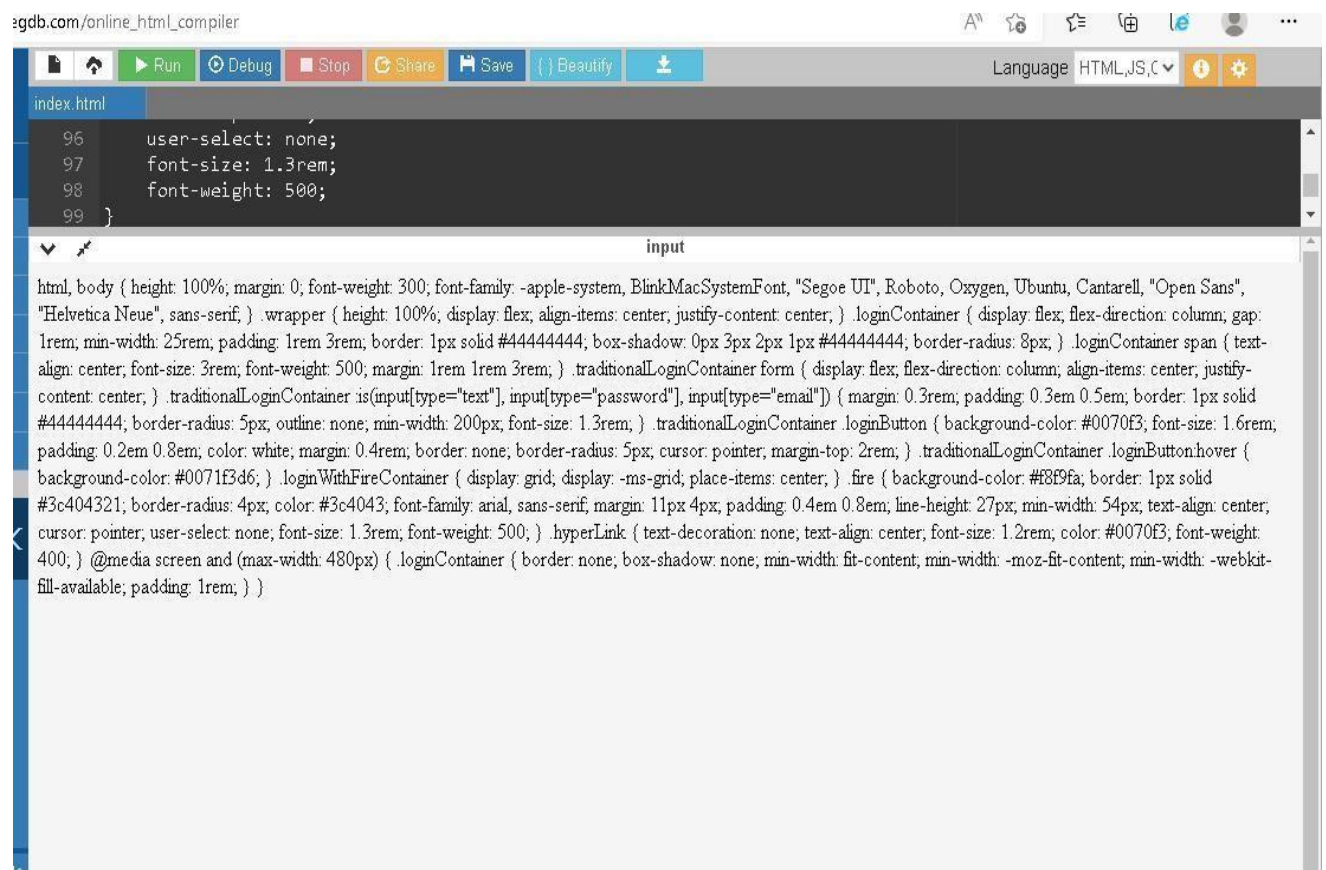 egdb.com/online_html_compiler
Run Debug Stop Share Save { } Beautify Language HTML,JS,C
index.html
96 user-select: none;
97 font-size: 1.3rem;
98 font-weight: 500;
99 }
input
html, body { height: 100%; margin: 0; font-weight: 300; font-family: -apple-system, BlinkMacSystemFont, "Segoe UI", Roboto, Oxygen, Ubuntu, Cantarell, "Open Sans",
"Helvetica Neue", sans-serif; } .wrapper { height: 100%; display: flex; align-items: center; justify-content: center; } .loginContainer { display: flex; flex-direction: column; gap:
1rem; min-width: 25rem; padding: 1rem 3rem; border: 1px solid #44444444; box-shadow: 0px 3px 2px 1px #44444444; border-radius: 8px; } .loginContainer span { text-
align: center; font-size: 3rem; font-weight: 500; margin: 1rem 1rem 3rem; } .traditionalLoginContainer form { display: flex; flex-direction: column; align-items: center; justify-
content: center; } .traditionalLoginContainer :is(input[type="text"], input[type="password"], input[type="email"]) { margin: 0.3rem; padding: 0.3em 0.5em; border: 1px solid
#44444444; border-radius: 5px; outline: none; min-width: 200px; font-size: 1.3rem; } .traditionalLoginContainer .loginButton { background-color: #0070f3; font-size: 1.6rem;
padding: 0.2em 0.8em; color: white; margin: 0.4rem; border: none; border-radius: 5px; cursor: pointer; margin-top: 2rem; } .traditionalLoginContainer .loginButton:hover {
background-color: #0071f3d6; } .loginWithFireContainer { display: grid; display: -ms-grid; place-items: center; } .fire { background-color: #f8f9fa; border: 1px solid
#3c404321; border-radius: 4px; color: #3c4043; font-family: arial, sans-serif; margin: 11px 4px; padding: 0.4em 0.8em; line-height: 27px; min-width: 54px; text-align: center;
cursor: pointer; user-select: none; font-size: 1.3rem; font-weight: 500; } .hyperLink { text-decoration: none; text-align: center; font-size: 1.2rem; color: #0070f3; font-weight:
400; } @media screen and (max-width: 480px) { .loginContainer { border: none; box-shadow: none; min-width: fit-content; min-width: -moz-fit-content; min-width: -webkit-
fill-available; padding: 1rem; } }